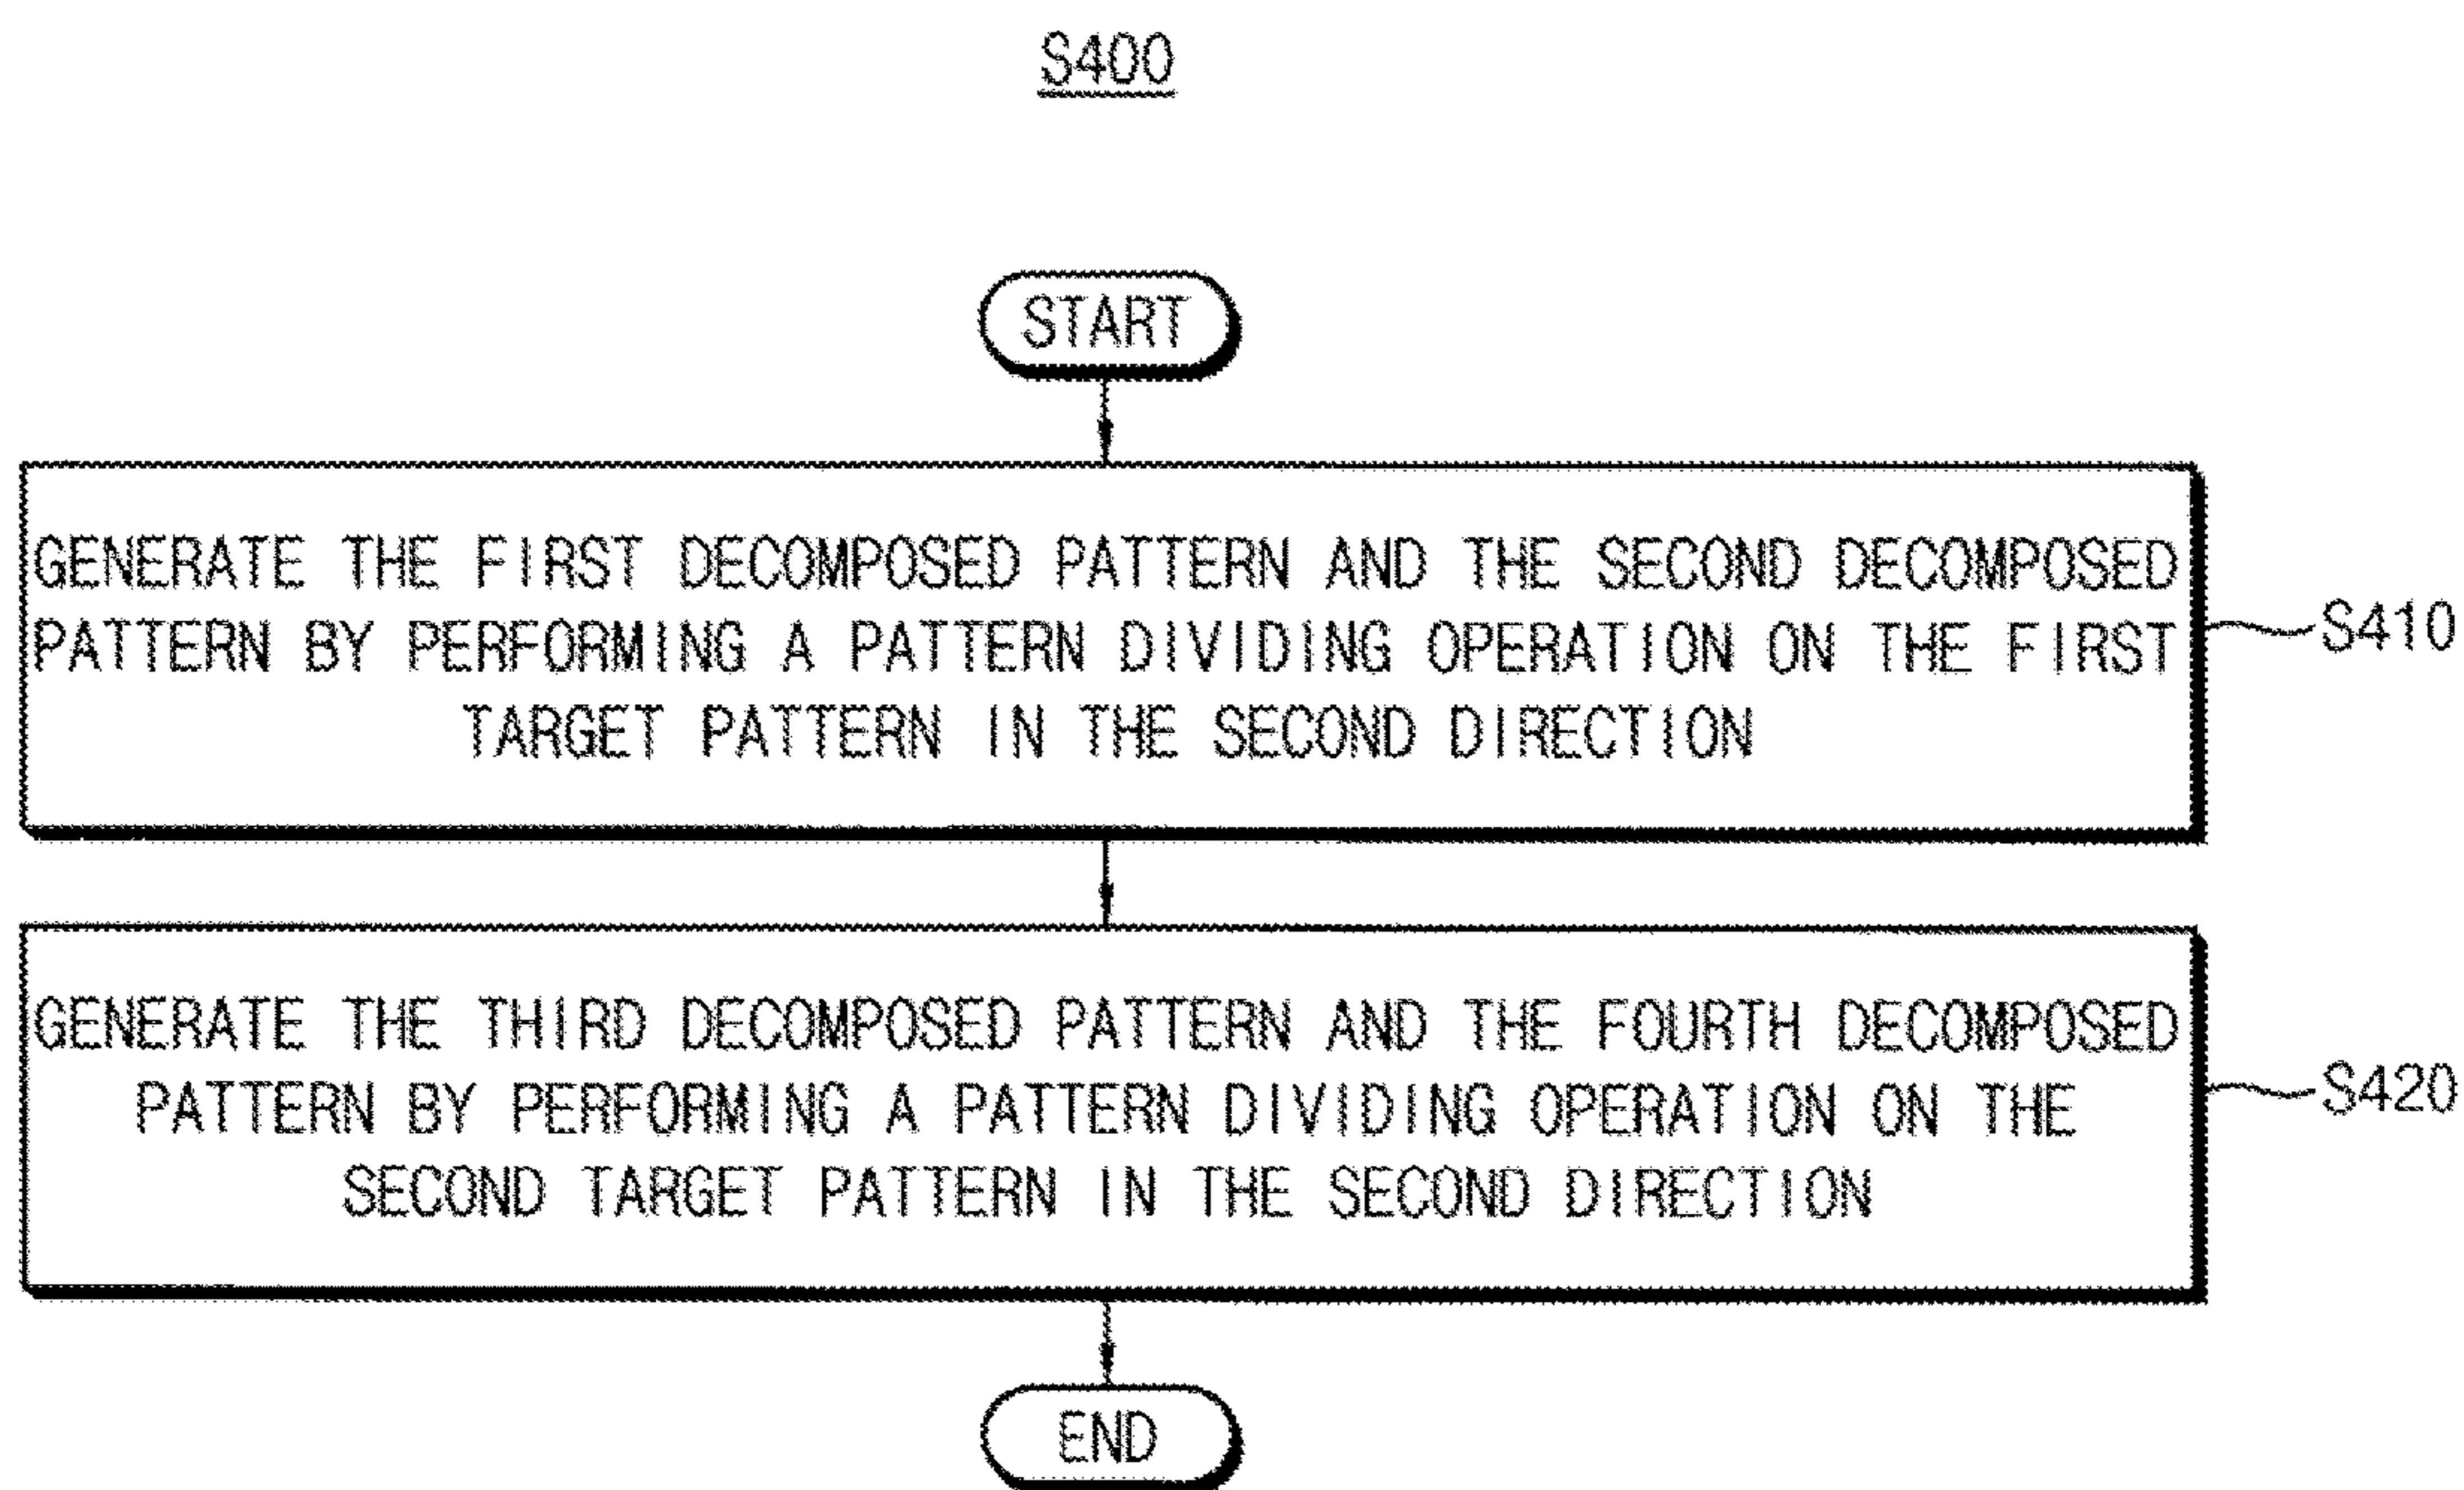 S400
START
GENERATE THE FIRST DECOMPOSED PATTERN AND THE SECOND DECOMPOSED
PATTERN BY PERFORMING A PATTERN DIVIDING OPERATION ON THE FIRST
TARGET PATTERN IN THE SECOND DIRECTION
S410
GENERATE THE THIRD DECOMPOSED PATTERN AND THE FOURTH DECOMPOSED
PATTERN BY PERFORMING A PATTERN DIVIDING OPERATION ON THE
SECOND TARGET PATTERN IN THE SECOND DIRECTION
S420
END